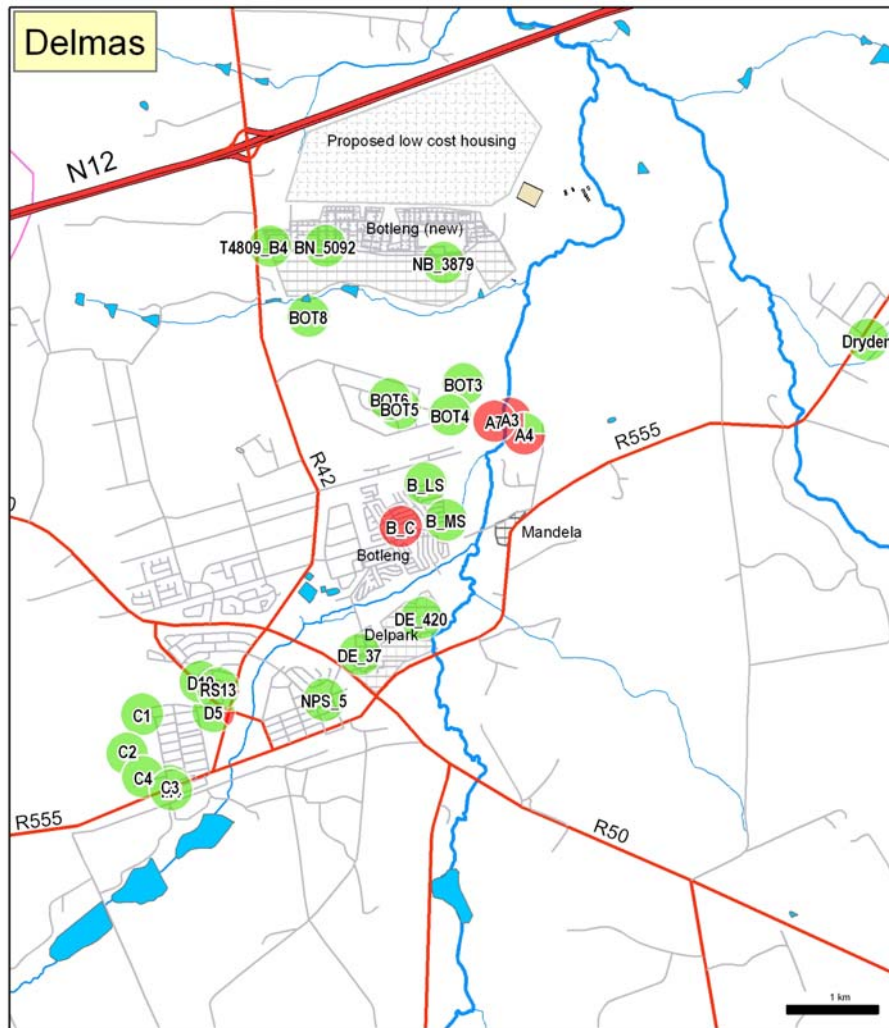 Delmas
N12
Proposed low cost housing
Botleng (new)
T4809_B4
BN_5092
NB_3879
BOT8
Dryden
BOT3
BOT6
BOT5
BOT4
A7
A3
A4
R555
R42
B_LS
B_MS
B_C
Mandela
Botleng
DE_420
Delpark
DE_37
D10
RS13
NPS_5
C1
D5
C2
C4
C3
R555
R50
1 km